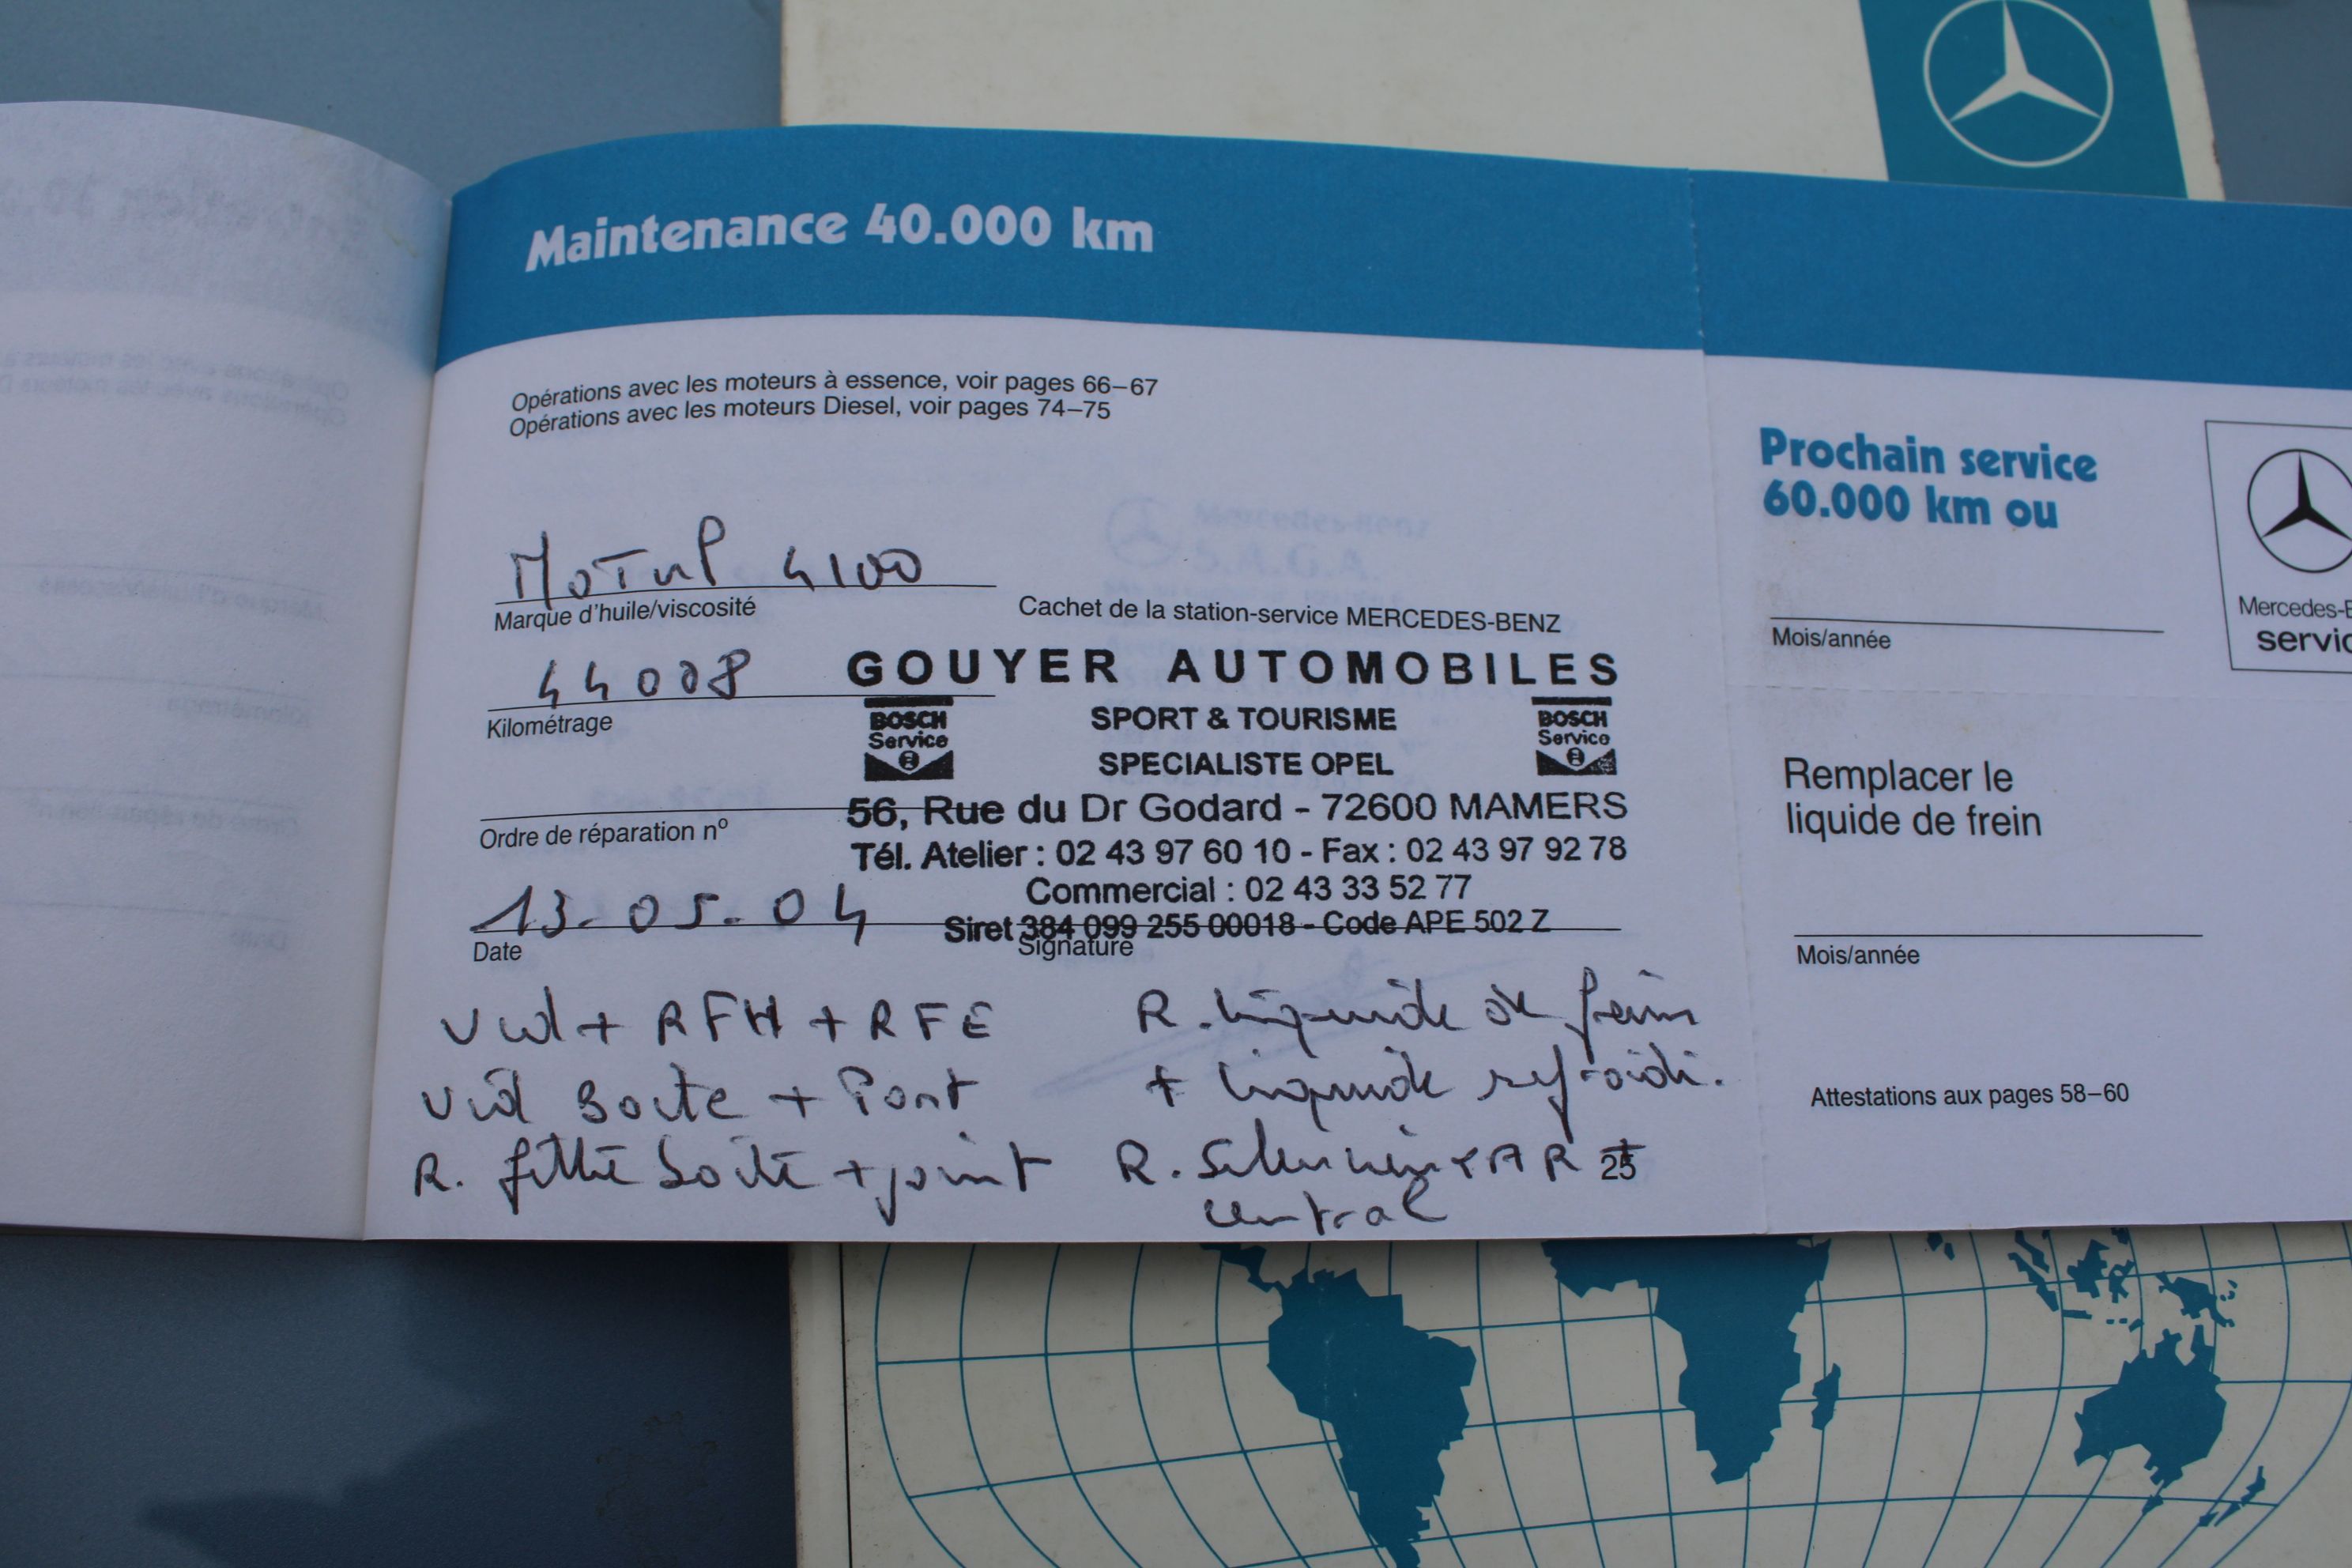 Maintenance 40.000 km
Opérations avec les moteurs à essence, voir pages 66–67
Opérations avec les moteurs Diesel, voir pages 74–75
Motul 4100
Marque d'huile/viscosité
Cachet de la station-service MERCEDES-BENZ
44008
Kilométrage
GOUYER AUTOMOBILES
BOSCH
Service
SPORT & TOURISME
SPECIALISTE OPEL
BOSCH
Service
56, Rue du Dr Godard - 72600 MAMERS
Ordre de réparation nº
Tél. Atelier : 02 43 97 60 10 - Fax : 02 43 97 92 78
Commercial : 02 43 33 52 77
Siret 384 099 255 00018 - Code APE 502 Z
13-05-04
Date
Signature
Vid + RFH + RFE
Vid Boite + Pont
R. filtre boite + joint
R. liquide de frein
+ liquide refroidi.
R. silencieux AR +
central
25
Prochain service
60.000 km ou
Mois/année
Mercedes-B
servic
Remplacer le
liquide de frein
Mois/année
Attestations aux pages 58–60